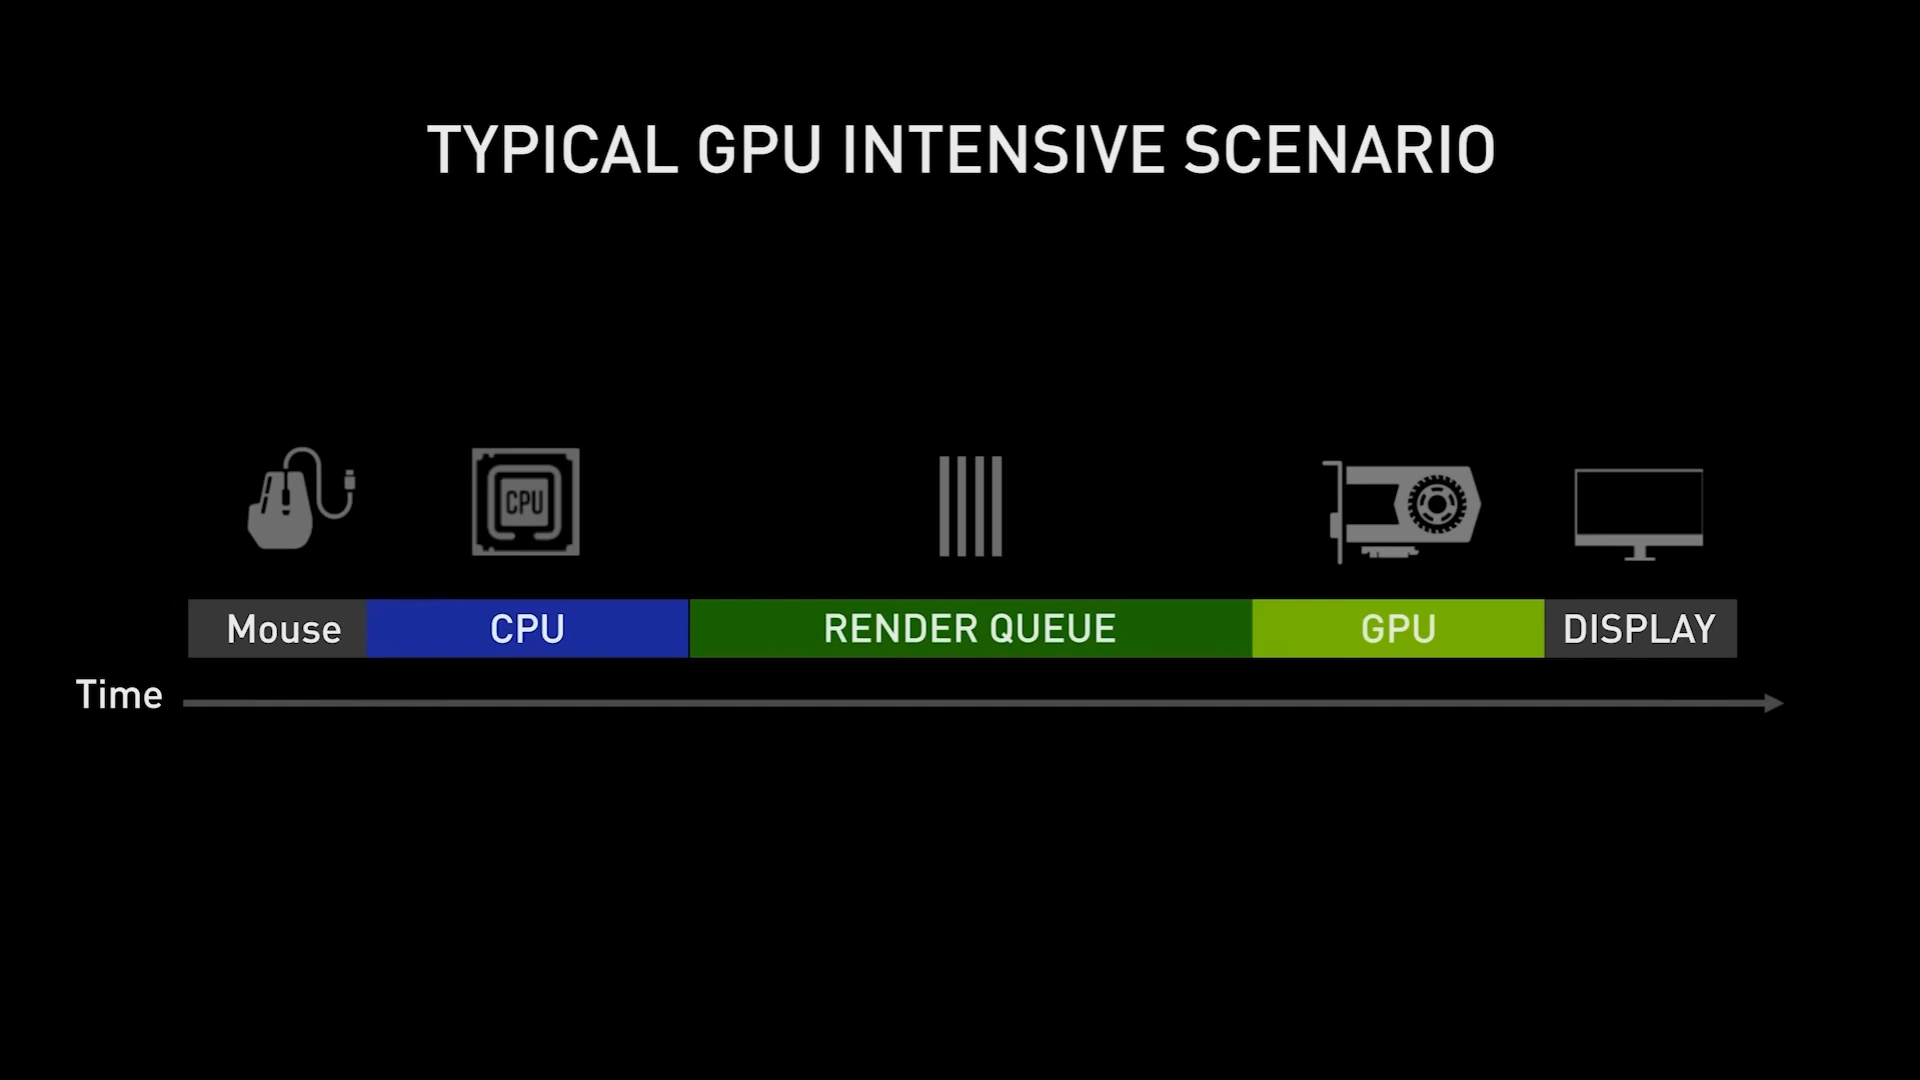 TYPICAL GPU INTENSIVE SCENARIO
CPU
Mouse CPU RENDER QUEUE GPU DISPLAY
Time